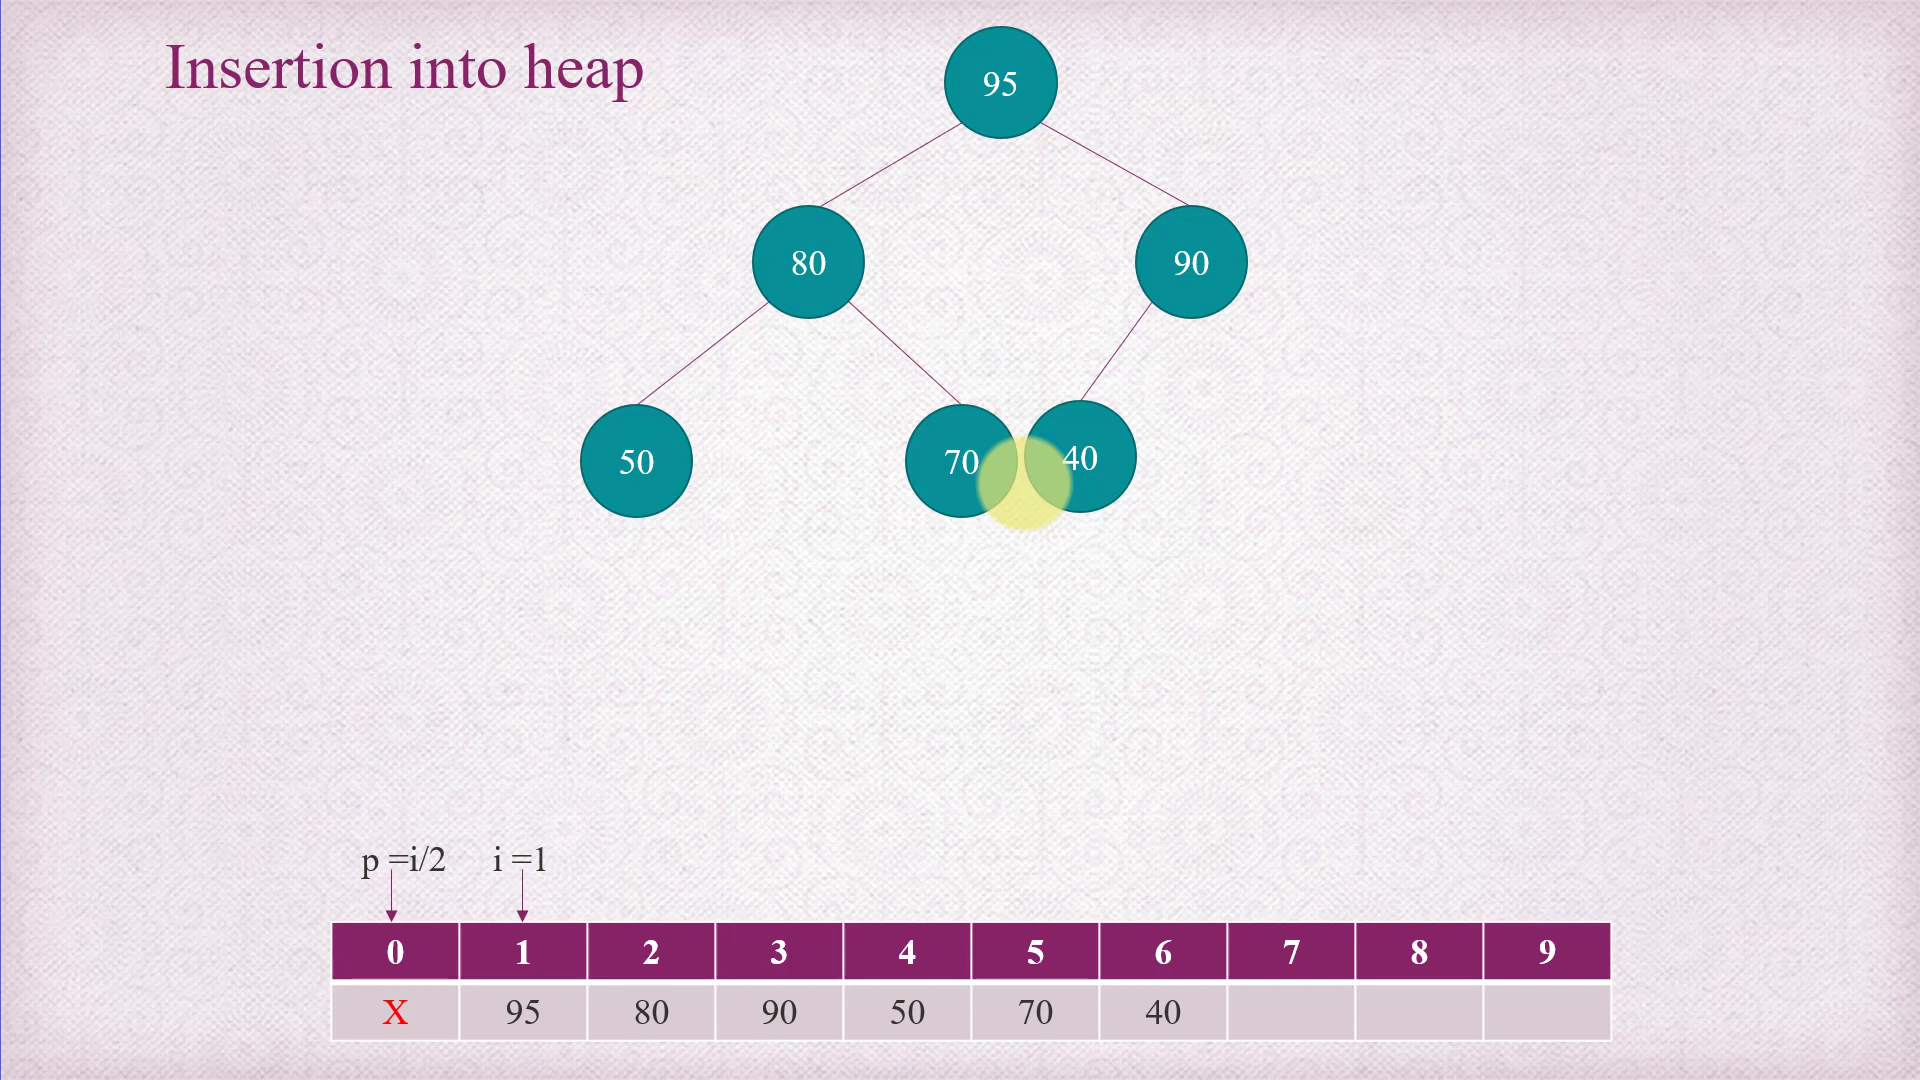 Insertion into heap
95
80 90
50 70 40
p =i/2 i =1
0 1 2 3 4 5 6 7 8 9
X 95 80 90 50 70 40